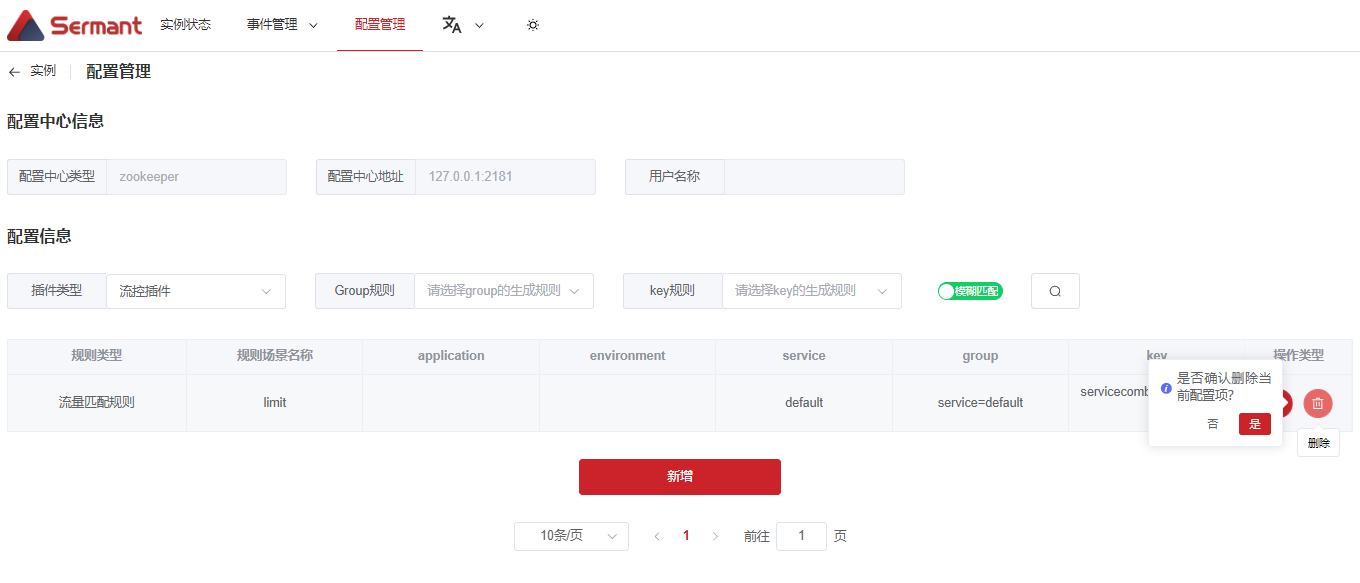 Sermant 实例状态 事件管理 配置管理
实例 配置管理
配置中心信息
配置中心类型 zookeeper 配置中心地址 127.0.0.1:2181 用户名称
配置信息
插件类型 流控插件 Group规则 请选择group的生成规则 key规则 请选择key的生成规则 模糊匹配
规则类型 规则场景名称 application environment service group key 操作类型
流量匹配规则 limit default service=default servicecomb
是否确认删除当
前配置项?
否 是
删除
新增
10条/页 1 前往 1 页